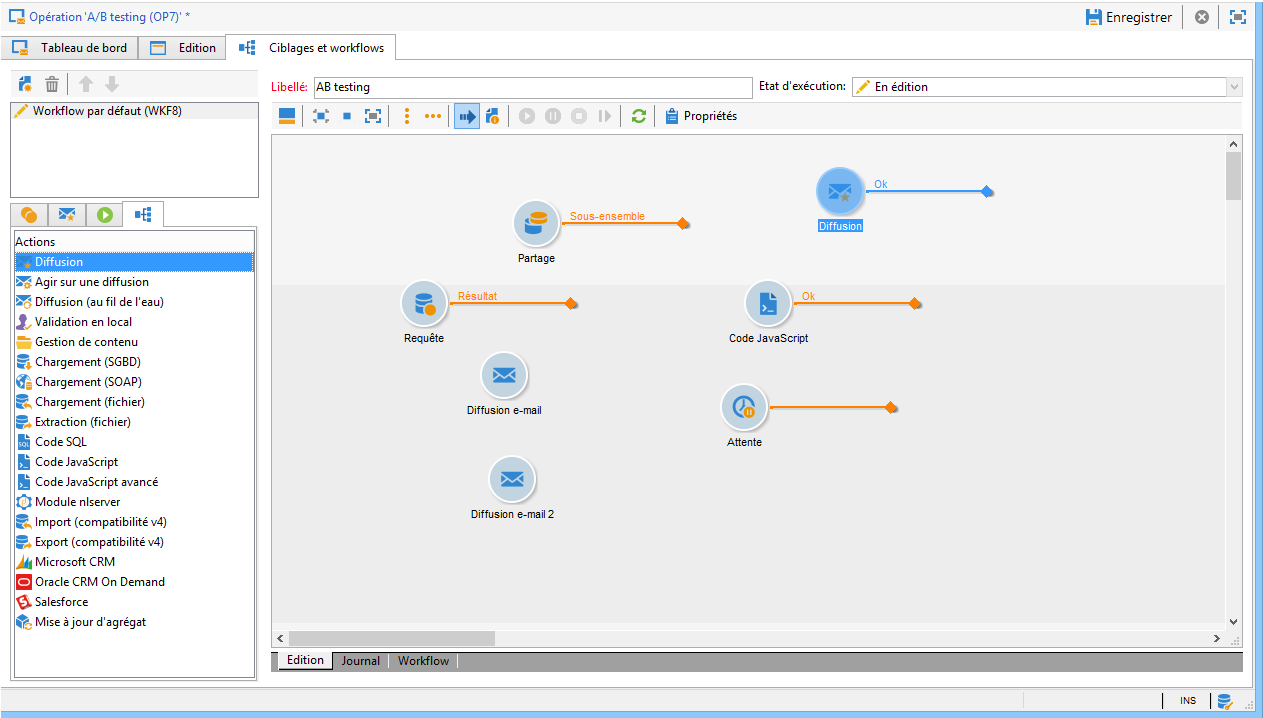 Opération 'A/B testing (OP7)' *
Enregistrer
Tableau de bord
Edition
Ciblages et workflows
Libellé:
AB testing
Etat d'exécution:
En édition
Workflow par défaut (WKF8)
Propriétés
Actions
Diffusion
Agir sur une diffusion
Diffusion (au fil de l'eau)
Validation en local
Gestion de contenu
Chargement (SGBD)
Chargement (SOAP)
Chargement (fichier)
Extraction (fichier)
Code SQL
Code JavaScript
Code JavaScript avancé
Module nlserver
Import (compatibilité v4)
Export (compatibilité v4)
Microsoft CRM
Oracle CRM On Demand
Salesforce
Mise à jour d'agrégat
Ok
Diffusion
Sous-ensemble
Partage
Résultat
Requête
Ok
Code JavaScript
Diffusion e-mail
Attente
Diffusion e-mail 2
Edition
Journal
Workflow
INS